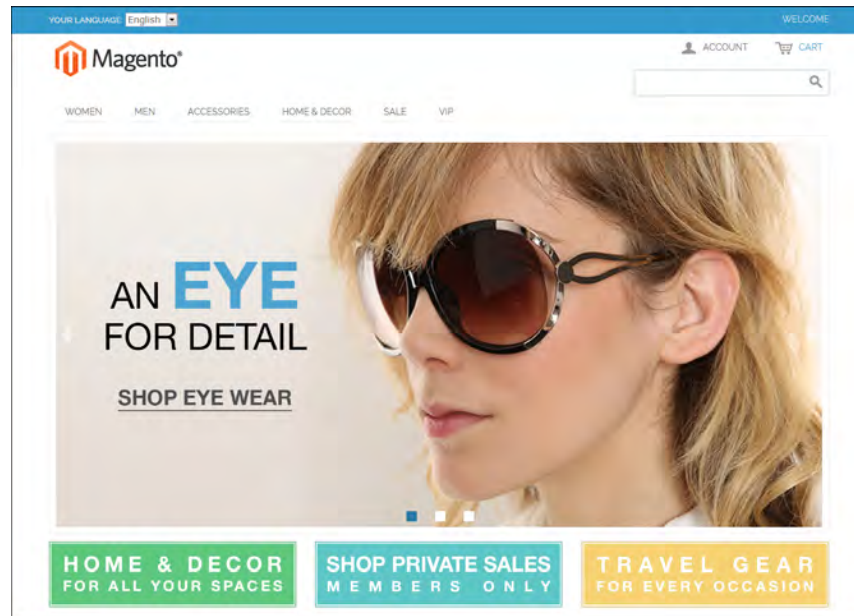 YOUR LANGUAGE: English
WELCOME
Magento®
ACCOUNT
CART
WOMEN MEN ACCESSORIES HOME & DECOR SALE VIP
AN EYE
FOR DETAIL
SHOP EYE WEAR
HOME & DECOR
FOR ALL YOUR SPACES
SHOP PRIVATE SALES
MEMBERS ONLY
TRAVEL GEAR
FOR EVERY OCCASION